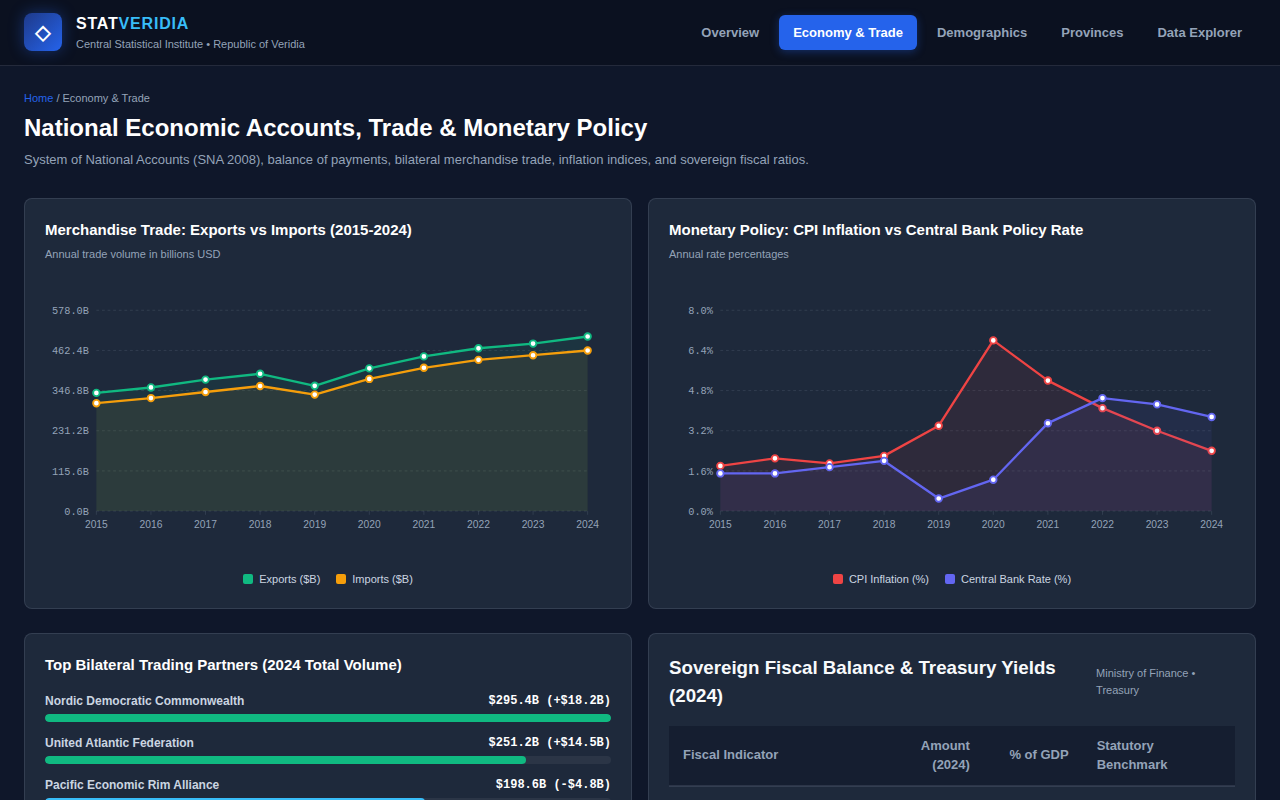 STATVERIDIA
Central Statistical Institute • Republic of Veridia
Overview
Economy & Trade
Demographics
Provinces
Data Explorer
Home / Economy & Trade
National Economic Accounts, Trade & Monetary Policy
System of National Accounts (SNA 2008), balance of payments, bilateral merchandise trade, inflation indices, and sovereign fiscal ratios.
Merchandise Trade: Exports vs Imports (2015-2024)
Annual trade volume in billions USD
578.0B
462.4B
346.8B
231.2B
115.6B
0.0B
2015 2016 2017 2018 2019 2020 2021 2022 2023 2024
Exports ($B) Imports ($B)
Monetary Policy: CPI Inflation vs Central Bank Policy Rate
Annual rate percentages
8.0%
6.4%
4.8%
3.2%
1.6%
0.0%
2015 2016 2017 2018 2019 2020 2021 2022 2023 2024
CPI Inflation (%) Central Bank Rate (%)
Top Bilateral Trading Partners (2024 Total Volume)
Nordic Democratic Commonwealth $295.4B (+$18.2B)
United Atlantic Federation $251.2B (+$14.5B)
Pacific Economic Rim Alliance $198.6B (-$4.8B)
Sovereign Fiscal Balance & Treasury Yields
(2024)
Ministry of Finance •
Treasury
Fiscal Indicator
Amount
(2024)
% of GDP
Statutory
Benchmark